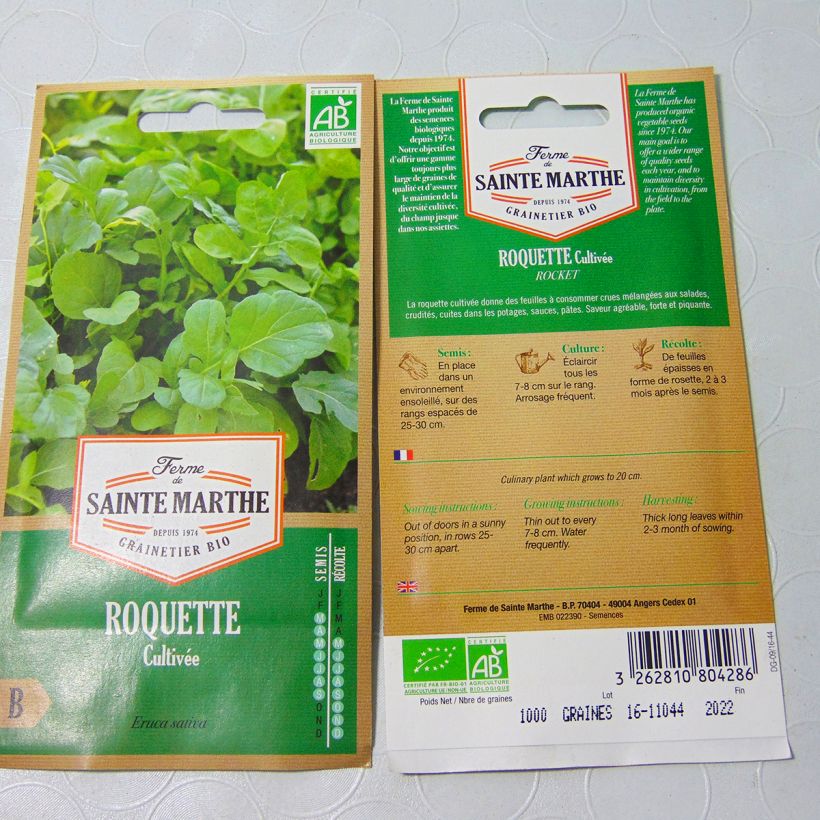 CERTIFIÉ
AB
AGRICULTURE
BIOLOGIQUE
Ferme
de
SAINTE MARTHE
DEPUIS 1974
GRAINETIER BIO
SEMIS
RÉCOLTE
J J
F F
M M
A A
M M
J J
J J
A A
S S
O O
N N
D D
ROQUETTE
Cultivée
B
Eruca sativa
La Ferme de Sainte
Marthe produit
des semences
biologiques
depuis 1974.
Notre objectif est
d'offrir une gamme
toujours plus
large de graines de
qualité et d'assurer
le maintien de la
diversité cultivée,
du champ jusque
dans nos assiettes.
Ferme
de
SAINTE MARTHE
DEPUIS 1974
GRAINETIER BIO
La Ferme de
Sainte Marthe has
produced organic
vegetable seeds
since 1974. Our
main goal is to
offer a wider range
of quality seeds
each year, and to
maintain diversity
in cultivation, from
the field to the
plate.
ROQUETTE Cultivée
ROCKET
La roquette cultivée donne des feuilles à consommer crues mélangées aux salades,
crudités, cuites dans les potages, sauces, pâtes. Saveur agréable, forte et piquante.
Semis :
En place
dans un
environnement
ensoleillé, sur des
rangs espacés de
25-30 cm.
Culture :
Éclaircir
tous les
7-8 cm sur le rang.
Arrosage fréquent.
Récolte :
De feuilles
épaisses en
forme de rosette, 2 à 3
mois après le semis.
Culinary plant which grows to 20 cm.
Sowing instructions :
Out of doors in a sunny
position, in rows 25-
30 cm apart.
Growing instructions :
Thin out to every
7-8 cm. Water
frequently.
Harvesting :
Thick long leaves within
2-3 month of sowing.
Ferme de Sainte Marthe - B.P. 70404 - 49004 Angers Cedex 01
EMB 022390 - Semences
CERTIFIÉ PAR FR-BIO-01
AGRICULTURE UE/NON-UE
AB
AGRICULTURE
BIOLOGIQUE
3 262810 804286
DG-09/16-44
Poids Net / Nbre de graines
Lot
Fin
1000 GRAINES 16-11044 2022